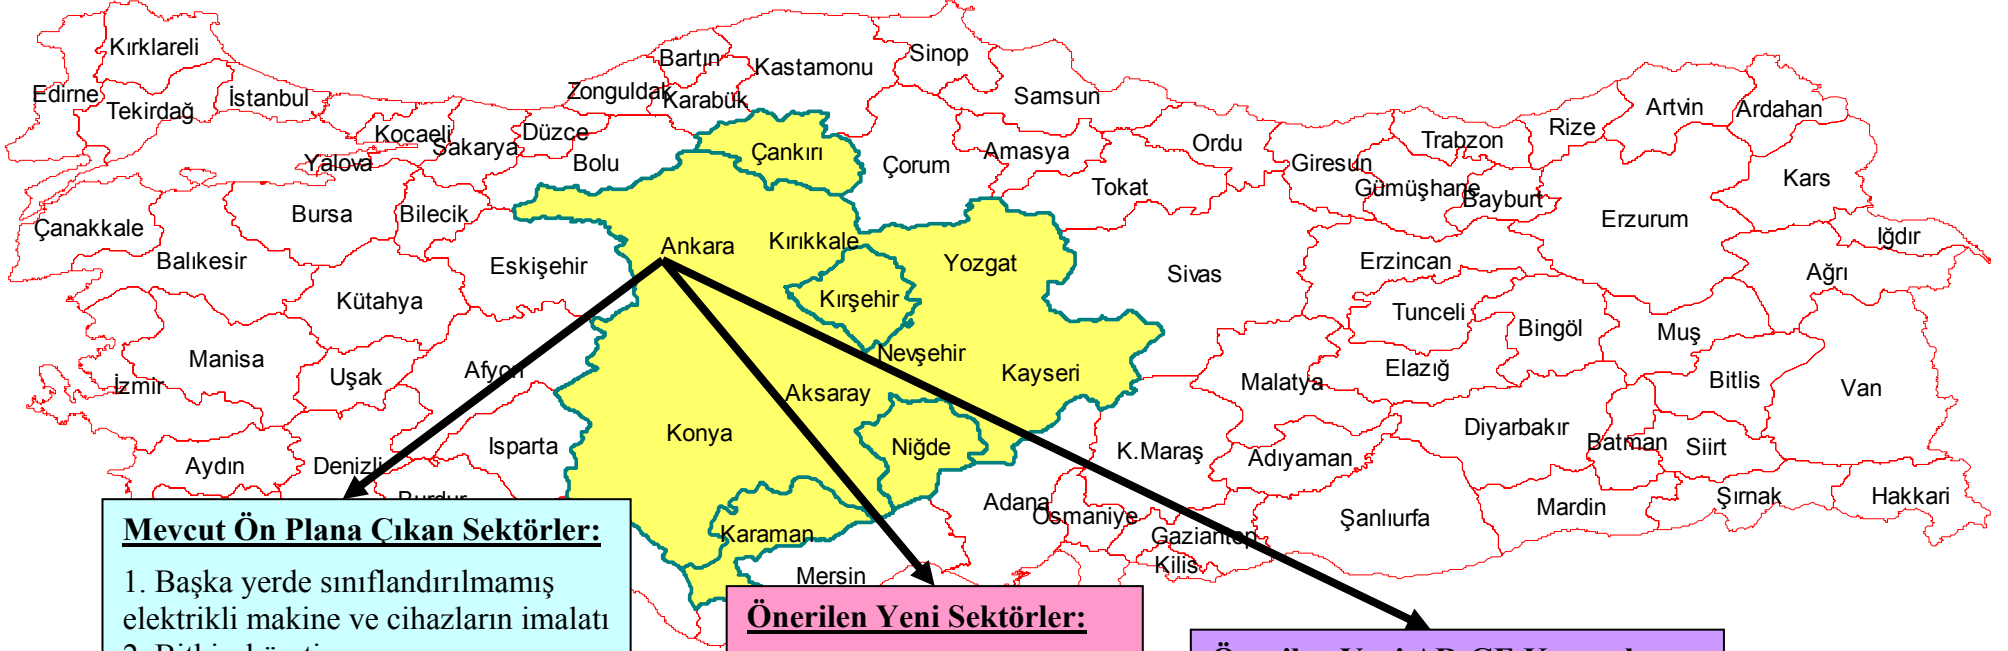 Kırklareli
Edirne
Tekirdağ
İstanbul
Kocaeli
Yalova
Sakarya
Düzce
Bolu
Zonguldak
Bartın
Karabük
Kastamonu
Sinop
Samsun
Çankırı
Çorum
Amasya
Tokat
Ordu
Giresun
Gümüşhane
Trabzon
Bayburt
Rize
Artvin
Ardahan
Kars
Iğdır
Erzurum
Ağrı
Çanakkale
Balıkesir
Bursa
Bilecik
Kütahya
Eskişehir
Ankara
Kırıkkale
Kırşehir
Yozgat
Sivas
Erzincan
Tunceli
Bingöl
Muş
Bitlis
Van
Manisa
İzmir
Uşak
Afyon
Nevşehir
Aksaray
Kayseri
Malatya
Elazığ
Aydın
Denizli
Isparta
Burdur
Konya
Niğde
K.Maraş
Adıyaman
Diyarbakır
Batman
Siirt
Şırnak
Hakkari
Mardin
Şanlıurfa
Gaziantep
Kilis
Osmaniye
Adana
Karaman
Mersin
Mevcut Ön Plana Çıkan Sektörler:
1. Başka yerde sınıflandırılmamış
elektrikli makine ve cihazların imalatı
Önerilen Yeni Sektörler: